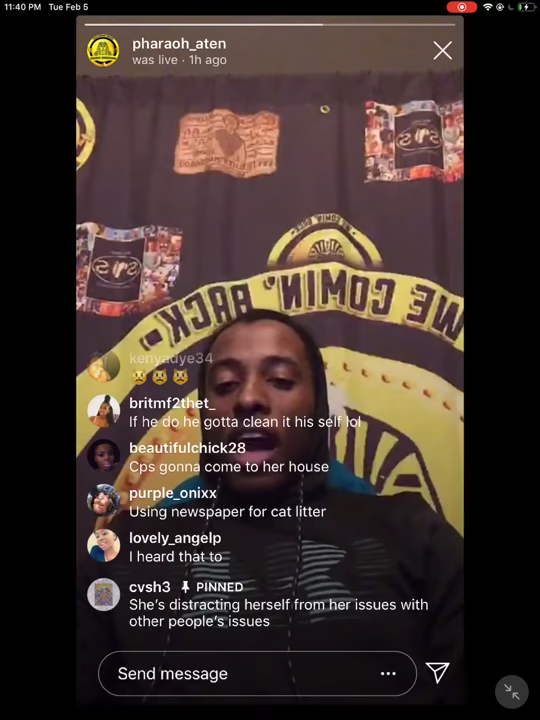 11:40 PM Tue Feb 5
pharaoh_aten
was live · 1h ago
WE COMIN' BACK -
kenyadye34
😢😿😿
britmf2thet_
If he do he gotta clean it his self lol
beautifulchick28
Cps gonna come to her house
purple_onixx
Using newspaper for cat litter
lovely_angelp
I heard that to
cvsh3 PINNED
She's distracting herself from her issues with
other people's issues
Send message